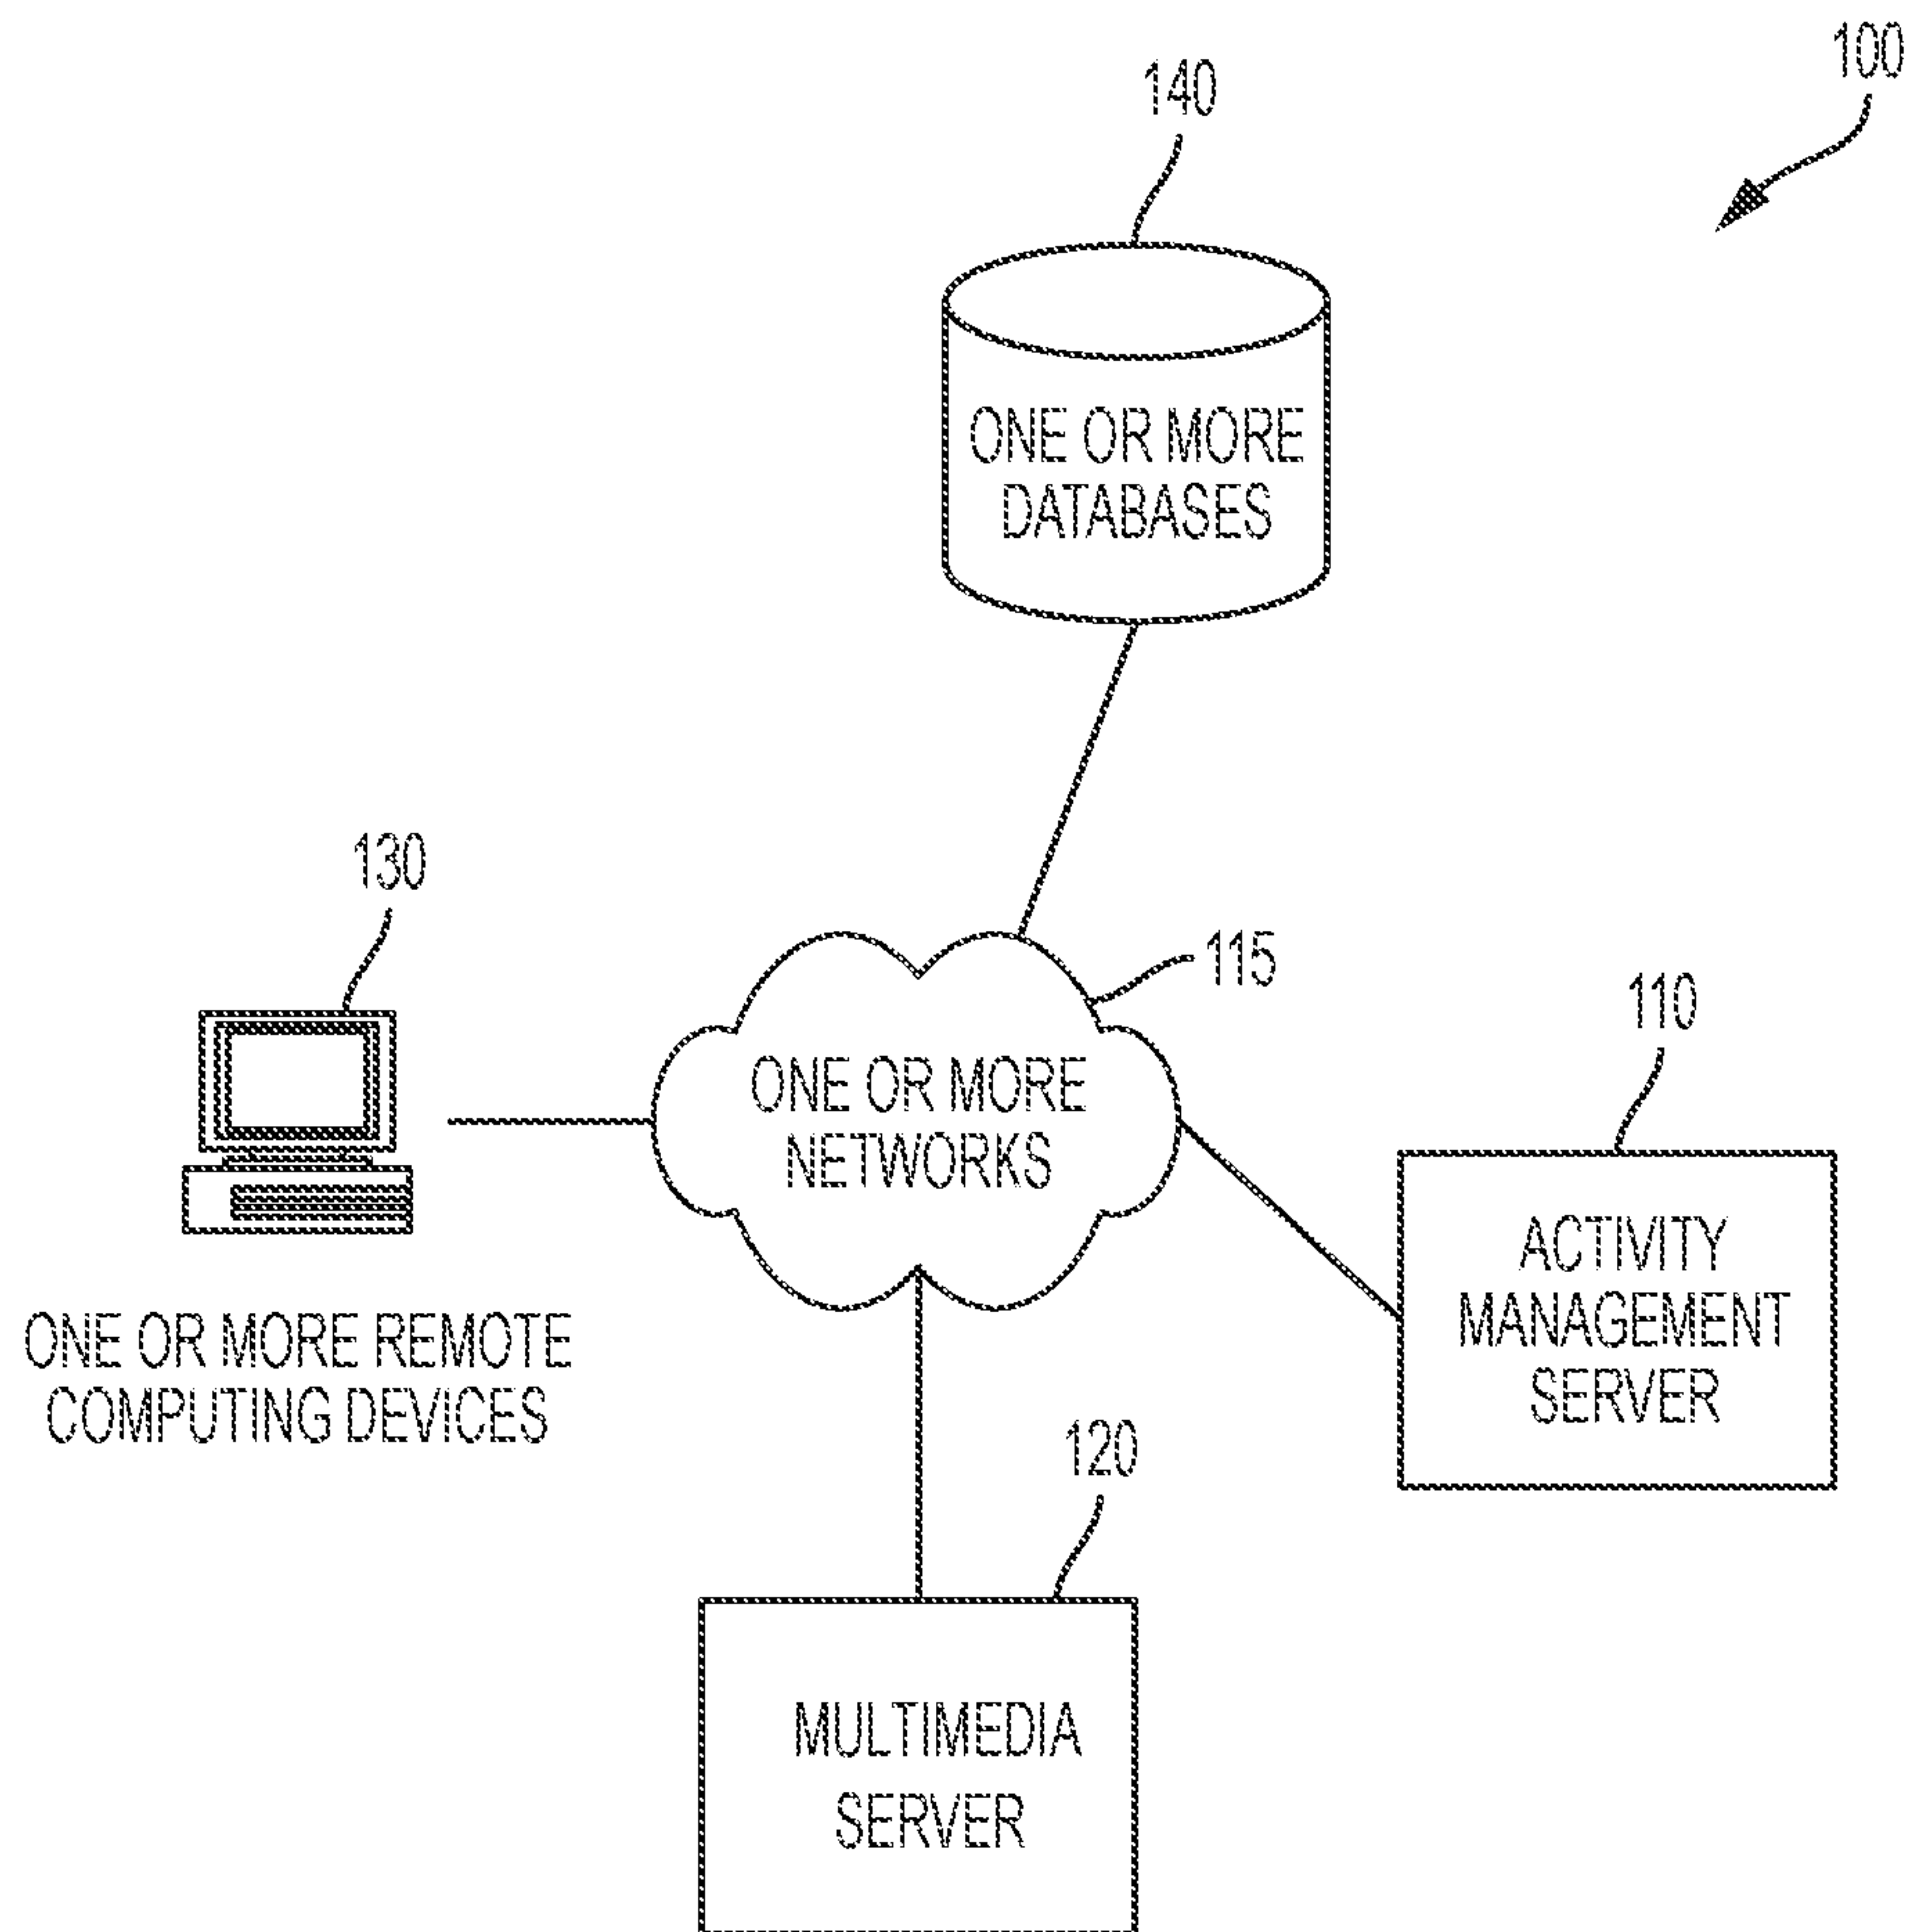 100
140
ONE OR MORE
DATABASES
130
115
110
ONE OR MORE
NETWORKS
ACTIVITY
MANAGEMENT
SERVER
ONE OR MORE REMOTE
COMPUTING DEVICES
120
MULTIMEDIA
SERVER